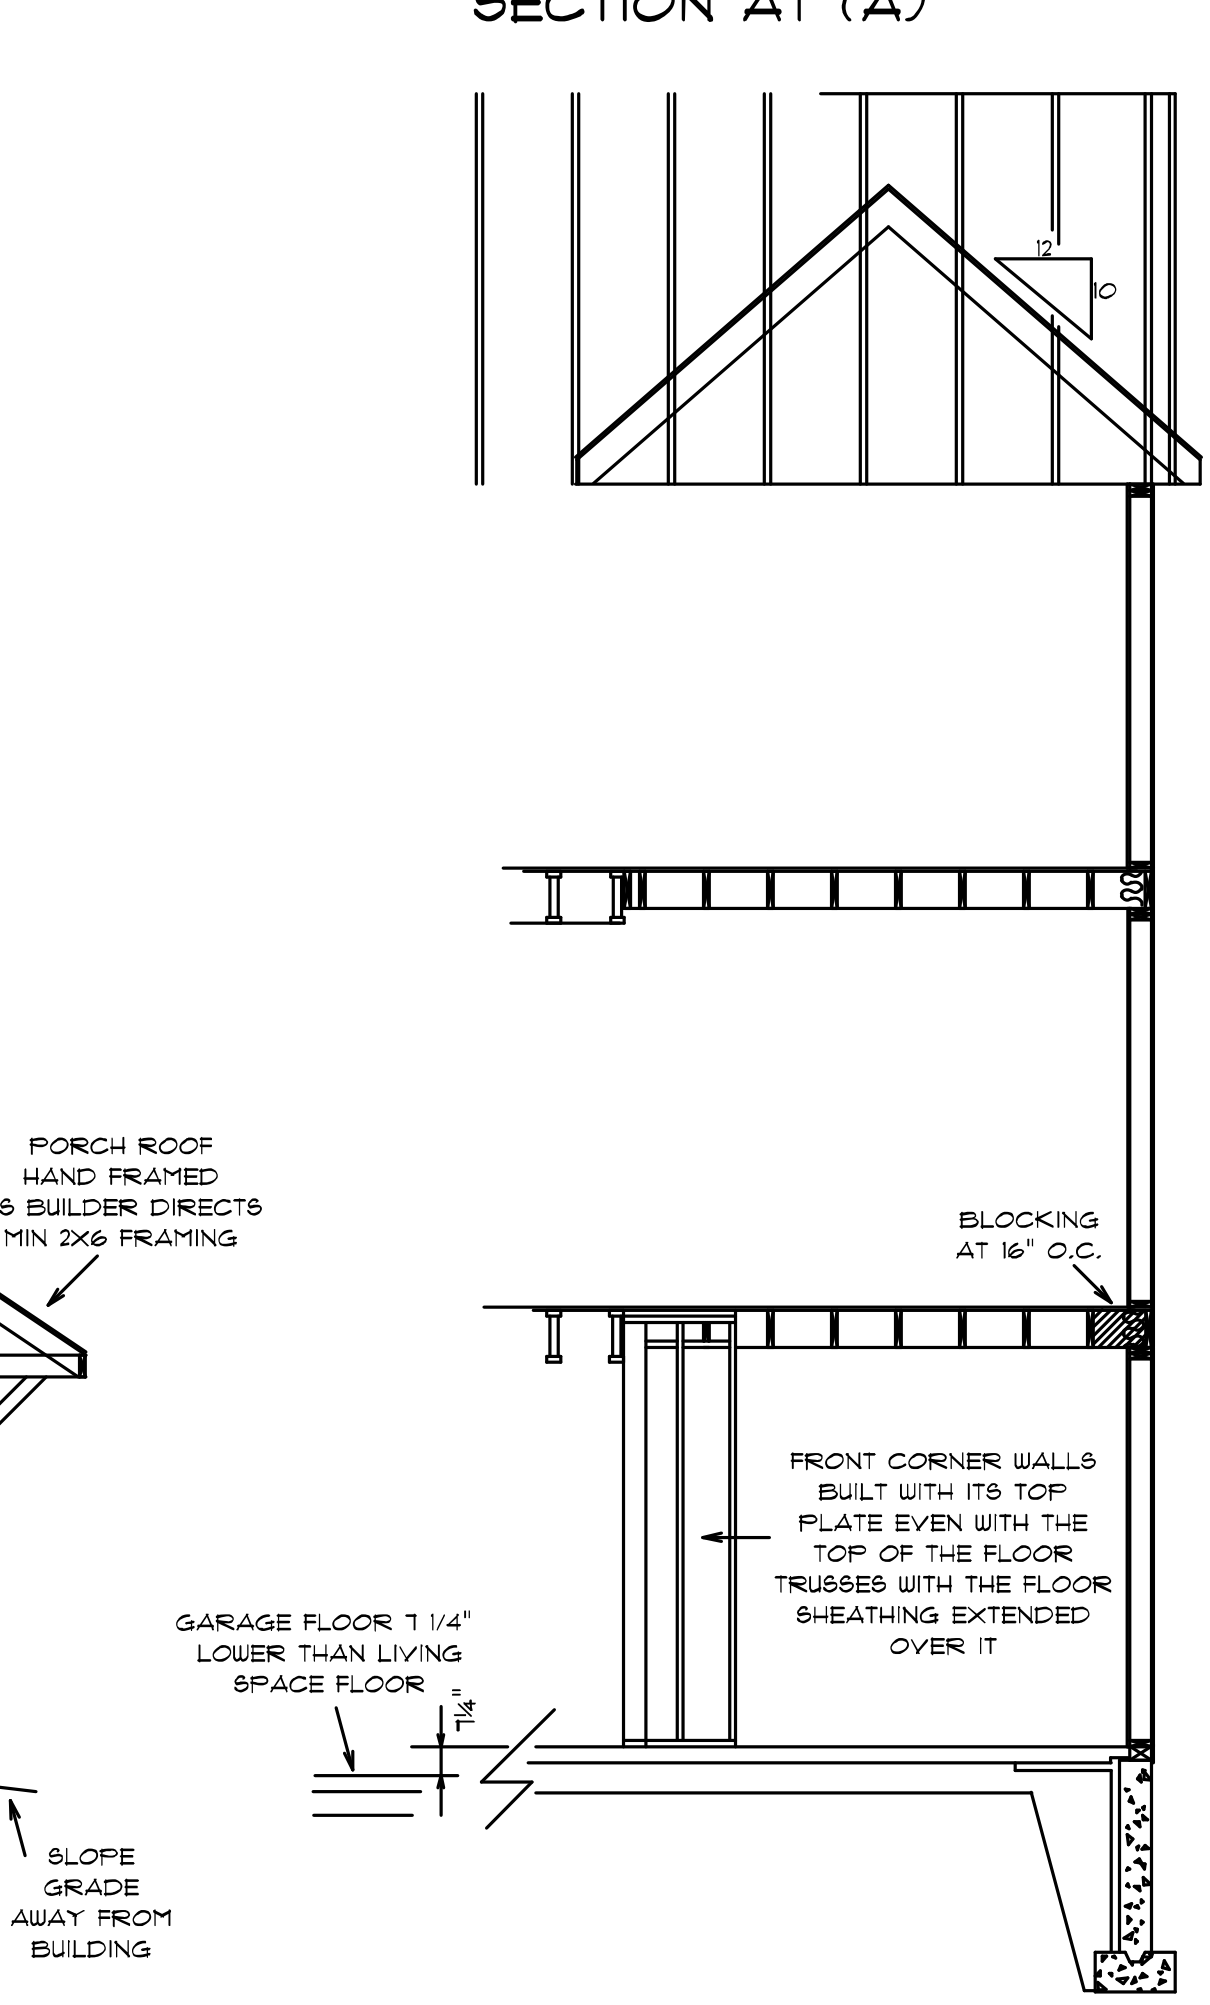 SECTION AT (A)
12
10
PORCH ROOF
HAND FRAMED
S BUILDER DIRECTS
MIN 2X6 FRAMING
BLOCKING
AT 16" O.C.
FRONT CORNER WALLS
BUILT WITH ITS TOP
PLATE EVEN WITH THE
TOP OF THE FLOOR
TRUSSES WITH THE FLOOR
SHEATHING EXTENDED
OVER IT
GARAGE FLOOR 7 1/4"
LOWER THAN LIVING
SPACE FLOOR
7 1/4"
SLOPE
GRADE
AWAY FROM
BUILDING